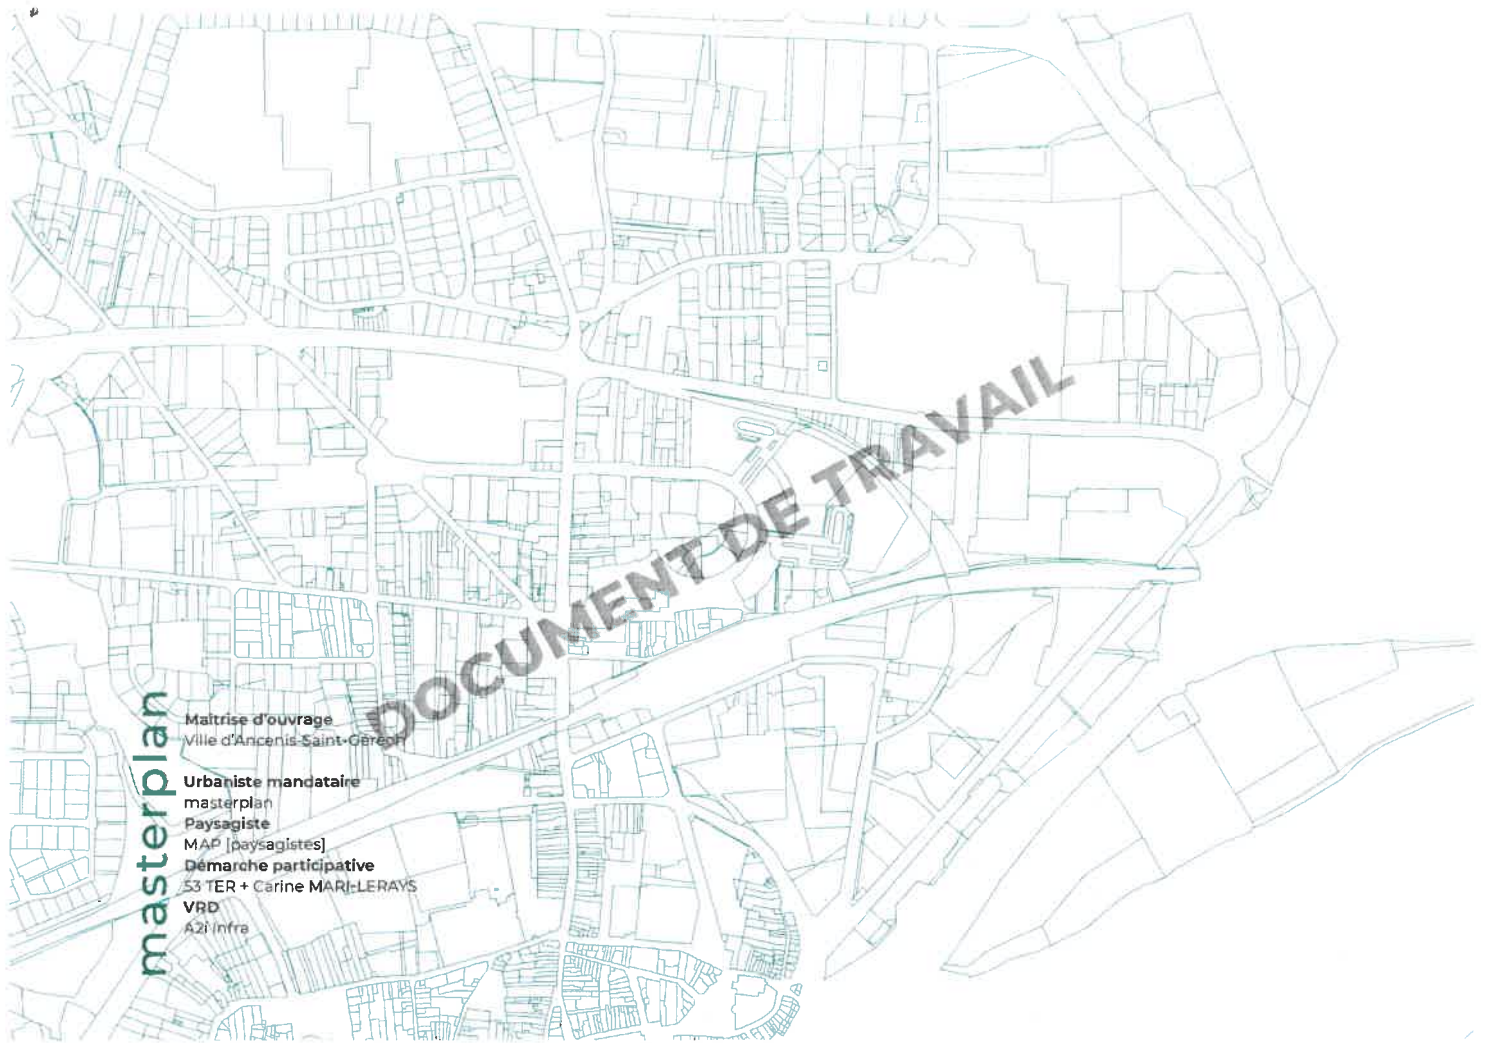 DOCUMENT DE TRAVAIL
masterplan
Maîtrise d'ouvrage
Ville d'Ancenis-Saint-Géréon
Urbaniste mandataire
masterplan
Paysagiste
MAP [paysagistes]
Démarche participative
53 TER + Carine MARI-LERAYS
VRD
A2i Infra